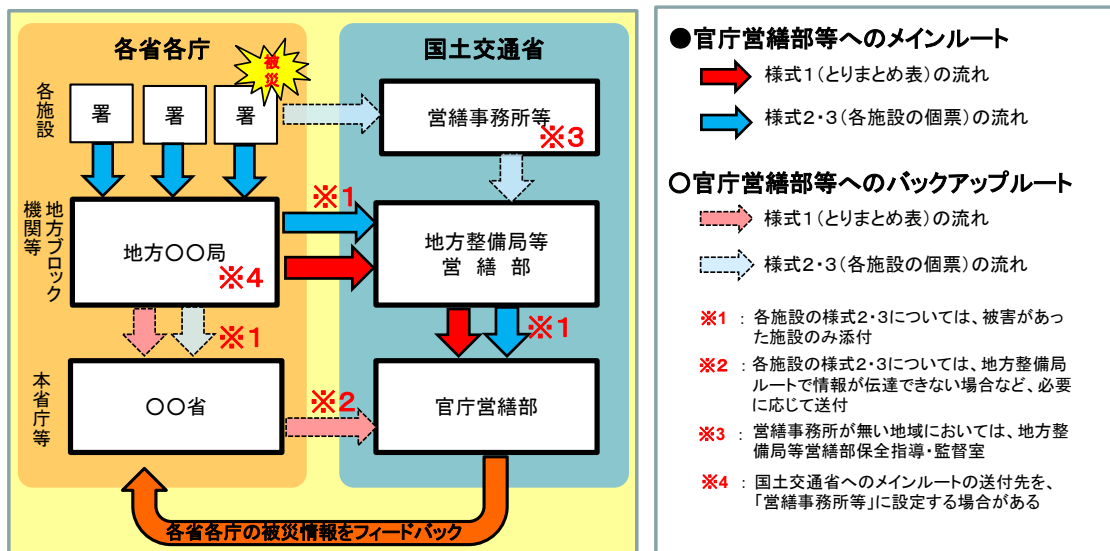 各省各庁
国土交通省
被災
各施設
署
署
署
営繕事務所等
※3
地方ブロック
機関等
地方〇〇局
※4
※1
地方整備局等
営 繕 部
※1
※1
本省庁等
〇〇省
※2
官庁営繕部
各省各庁の被災情報をフィードバック
●官庁営繕部等へのメインルート
様式1(とりまとめ表)の流れ
様式2・3(各施設の個票)の流れ
〇官庁営繕部等へのバックアップルート
様式1(とりまとめ表)の流れ
様式2・3(各施設の個票)の流れ
※1 : 各施設の様式2・3については、被害があっ
た施設のみ添付
※2 : 各施設の様式2・3については、地方整備局
ルートで情報が伝達できない場合など、必要
に応じて送付
※3 : 営繕事務所が無い地域においては、地方整
備局等営繕部保全指導・監督室
※4 : 国土交通省へのメインルートの送付先を、
「営繕事務所等」に設定する場合がある